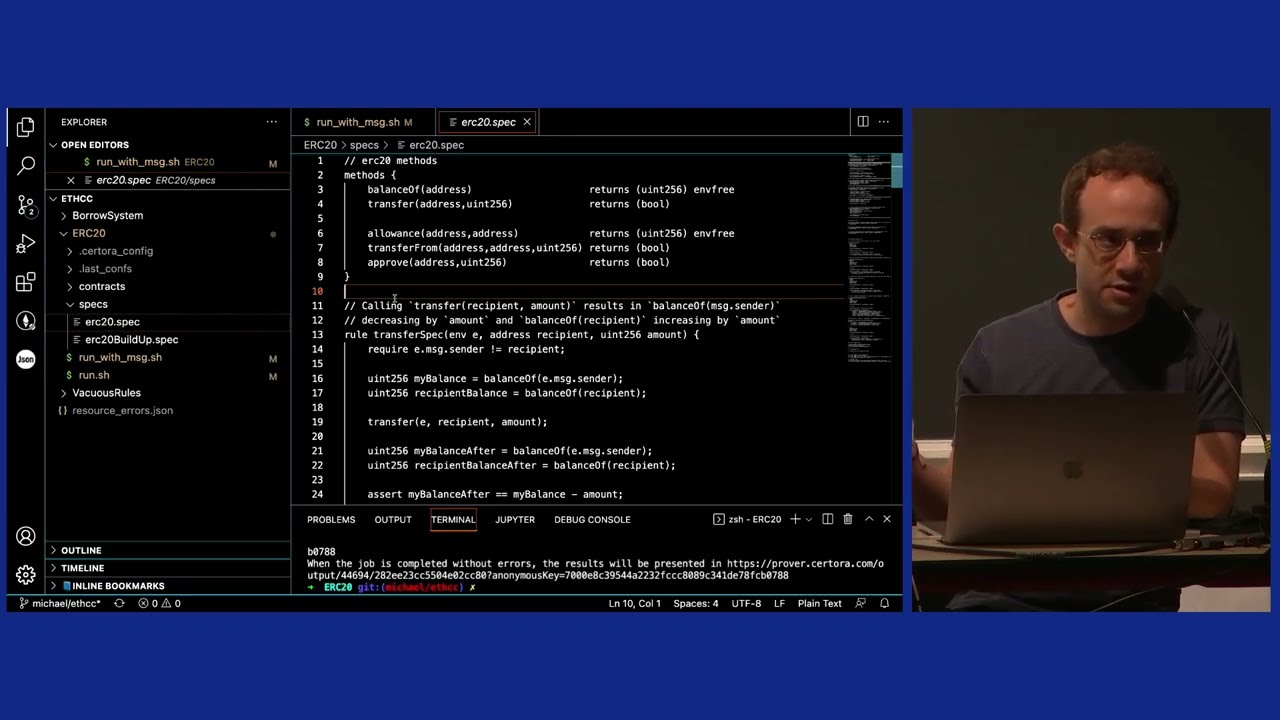 EXPLORER
OPEN EDITORS
$ run_with_msg.sh ERC20 M
erc20.spec ERC20/specs
ETHC
ERC20
.certora_config
.last_confs
contracts
specs
erc20.spec
erc20BuildUp.spec
$ run_with_msg.sh M
$ run.sh M
VacuousRules
{} resource_errors.json
OUTLINE
TIMELINE
INLINE BOOKMARKS
Json
$ run_with_msg.sh M
erc20.spec
ERC20 > specs > erc20.spec
1 // erc20 methods
2 methods {
3 balanceOf(address) returns (uint256) envfree
4 transfer(address,uint256) returns (bool)
5
6 allowance(address,address) returns (uint256) envfree
7 transferFrom(address,address,uint256) returns (bool)
8 approve(address,uint256) returns (bool)
9 }
10
11 // Calling `transfer(recipient, amount)` results in `balanceOf(msg.sender)`
12 // decreasing by `amount` and `balanceOf(recipient)` increasing by `amount`
13 rule transfer(env e, address recipient, uint256 amount) {
14 require e.msg.sender != recipient;
15
16 uint256 myBalance = balanceOf(e.msg.sender);
17 uint256 recipientBalance = balanceOf(recipient);
18
19 transfer(e, recipient, amount);
20
21 uint256 myBalanceAfter = balanceOf(e.msg.sender);
22 uint256 recipientBalanceAfter = balanceOf(recipient);
23
24 assert myBalanceAfter == myBalance - amount;
PROBLEMS OUTPUT TERMINAL JUPYTER DEBUG CONSOLE zsh - ERC20
b0788
When the job is completed without errors, the results will be presented in https://prover.certora.com/o
➜ ERC20 git:(michael/ethcc) ✗
michael/ethcc* 0 0 Ln 10, Col 1 Spaces: 4 UTF-8 LF Plain Text